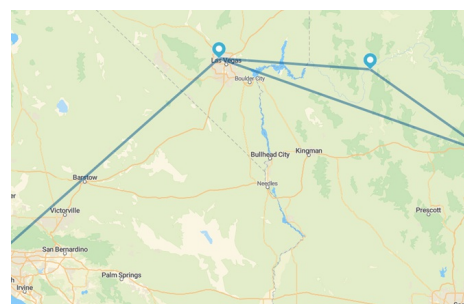 Las Vegas
Boulder City
Bullhead City
Kingman
Barstow
Needles
Victorville
Prescott
San Bernardino
Palm Springs
Irvine